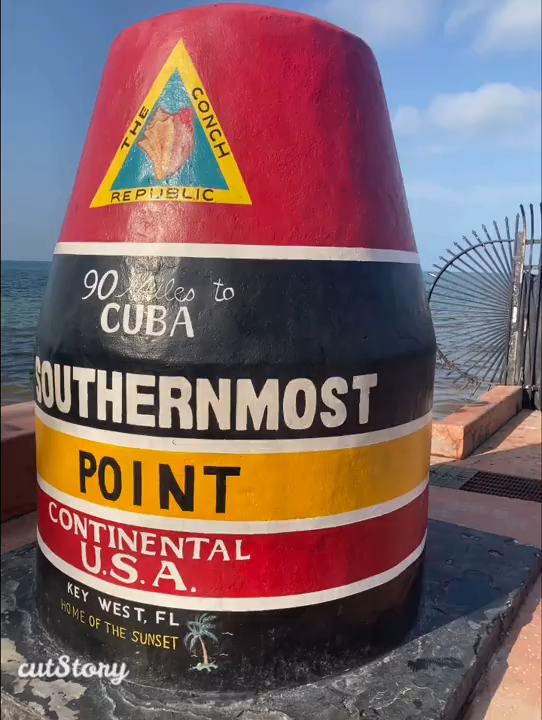 THE CONCH
REPUBLIC
90 Miles to
CUBA
SOUTHERNMOST
POINT
CONTINENTAL
U.S.A.
KEY WEST, FL
HOME OF THE SUNSET
cutStory